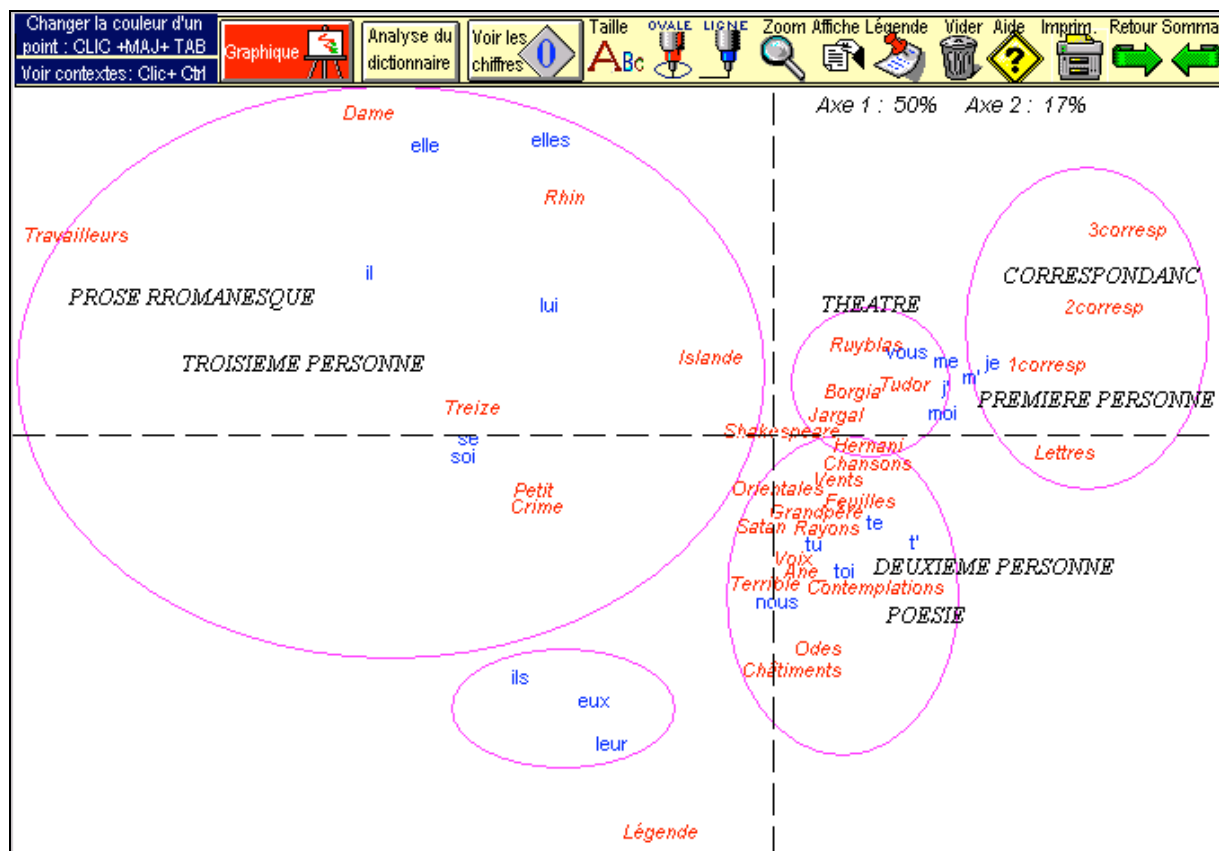 Changer la couleur d'un
point : CLIC +MAJ+ TAB
Voir contextes: Clic+ Ctrl
Graphique
Analyse du
dictionnaire
Voir les
chiffres
0
Taille
ABc
OVALE
LIGNE
Zoom
Affiche
Légende
Vider
Aide
?
Imprim.
Retour
Somma
Axe 1 : 50% Axe 2 : 17%
Dame
elle
elles
Rhin
Travailleurs
3corresp
il
CORRESPONDANC
PROSE RROMANESQUE
lui
THEATRE
2corresp
Ruyblas
vous
me
Islande
TROISIEME PERSONNE
je
1corresp
m'
Tudor
j'
Borgia
PREMIERE PERSONNE
Treize
Jargal
moi
Shakespeare
se
Hernani
soi
Lettres
Chansons
Vents
Petit
Orientales
Feuilles
Crime
Grandpère
te
Satan
Rayons
tu
t'
Voix
DEUXIEME PERSONNE
Ane
toi
Terrible
Contemplations
nous
POESIE
Odes
Châtiments
ils
eux
leur
Légende